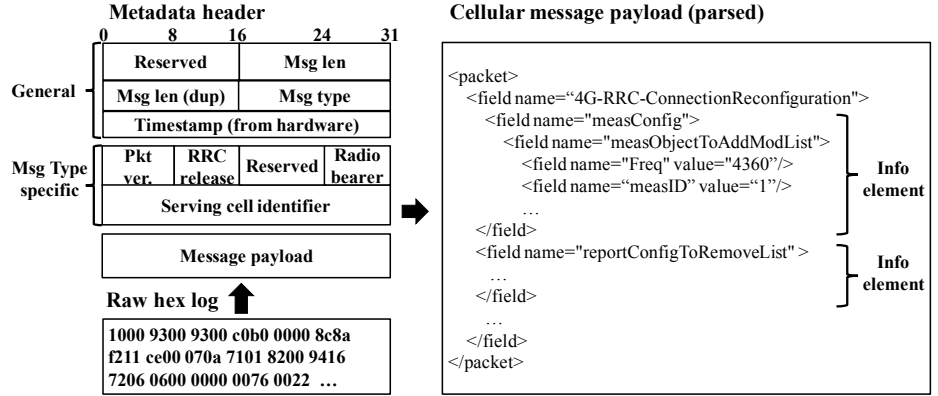 Metadata header
0 8 16 24 31
General
Reserved Msg len
Msg len (dup) Msg type
Timestamp (from hardware)
Msg Type
specific
Pkt
ver.
RRC
release
Reserved
Radio
bearer
Serving cell identifier
Message payload
Raw hex log
1000 9300 9300 c0b0 0000 8c8a
f211 ce00 070a 7101 8200 9416
7206 0600 0000 0076 0022 …
Cellular message payload (parsed)
<packet>
<field name=“4G-RRC-ConnectionReconfiguration">
<field name="measConfig">
<field name="measObjectToAddModList">
<field name="Freq" value="4360"/>
<field name=“measID” value=“1”/>
…
</field>
<field name="reportConfigToRemoveList" >
…
</field>
…
</field>
</packet>
Info
element
Info
element